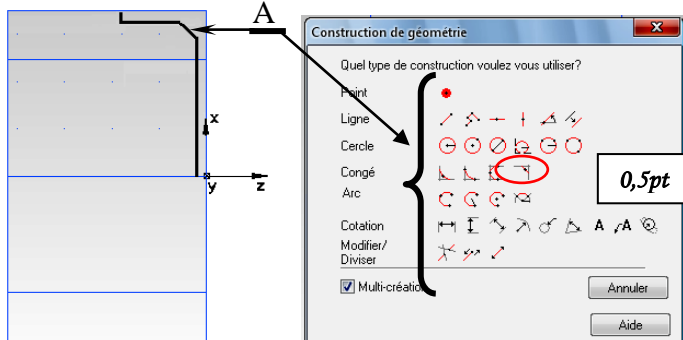 A
Construction de géométrie
Quel type de construction voulez vous utiliser?
Point
Ligne
Cercle
Congé
Arc
Cotation
A A
Modifier/
Diviser
Multi-création
Annuler
Aide
0,5pt
x
y z